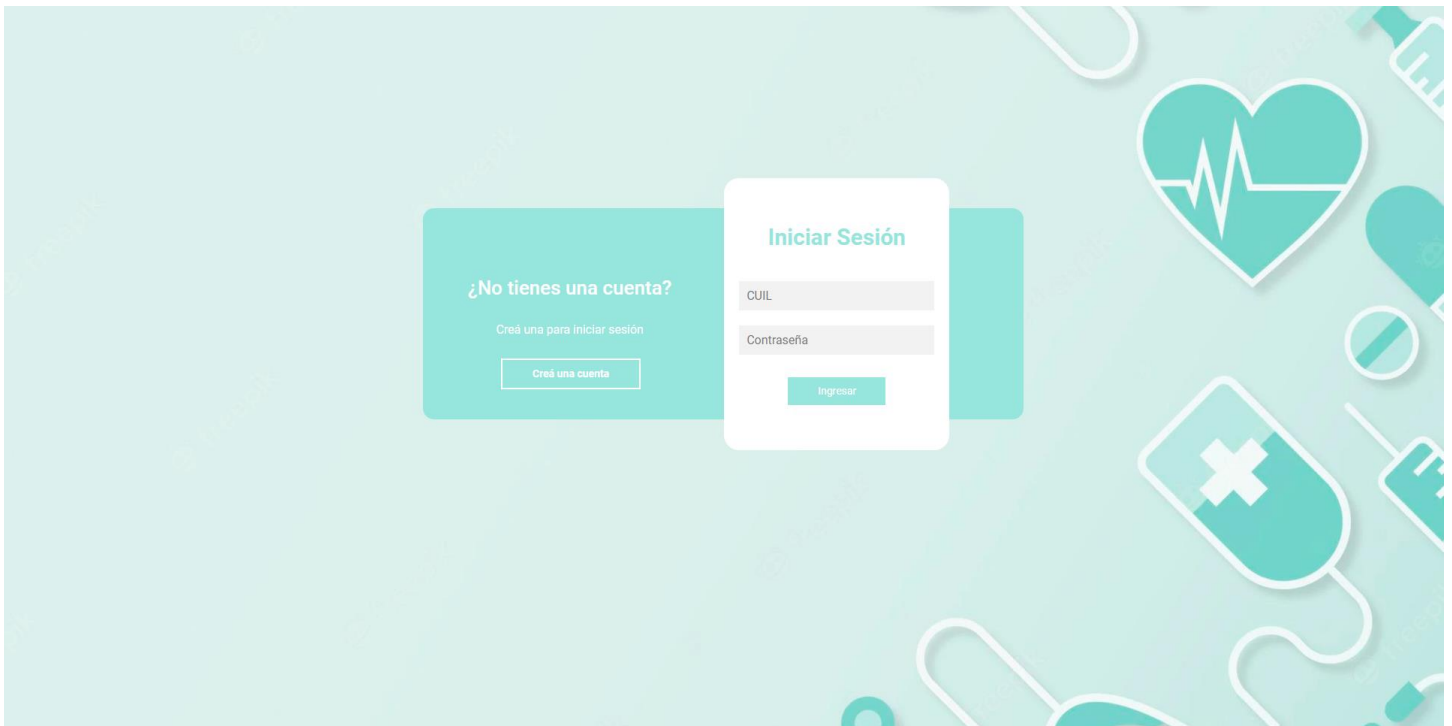 ¿No tienes una cuenta?
Creá una para iniciar sesión
Creá una cuenta
Iniciar Sesión
CUIL
Contraseña
Ingresar